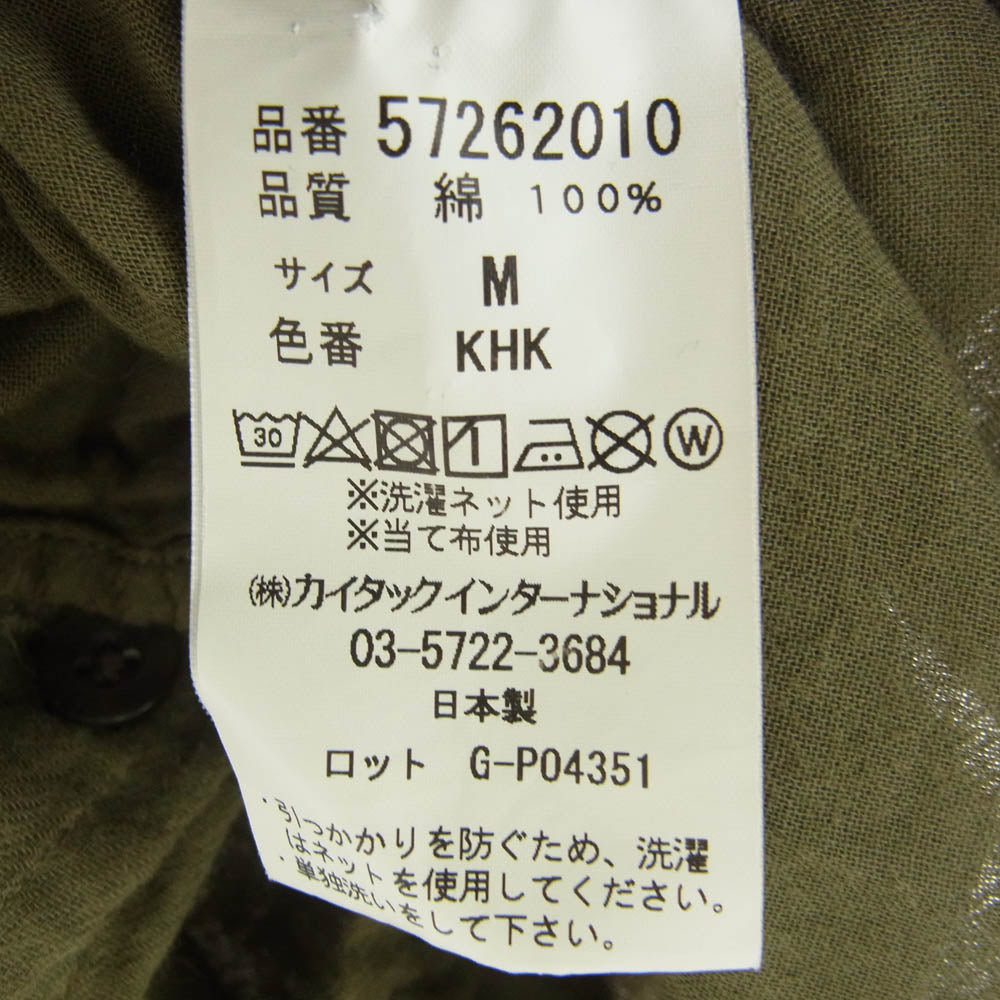 品番 57262010
品質 綿 100%
サイズ M
色番 KHK
30 W
※洗濯ネット使用
※当て布使用
(株)カイタックインターナショナル
03-5722-3684
日本製
ロット G-P04351
・引つかかりを防ぐため、洗濯
はネットを使用してください。
・単独洗いをして下さい。